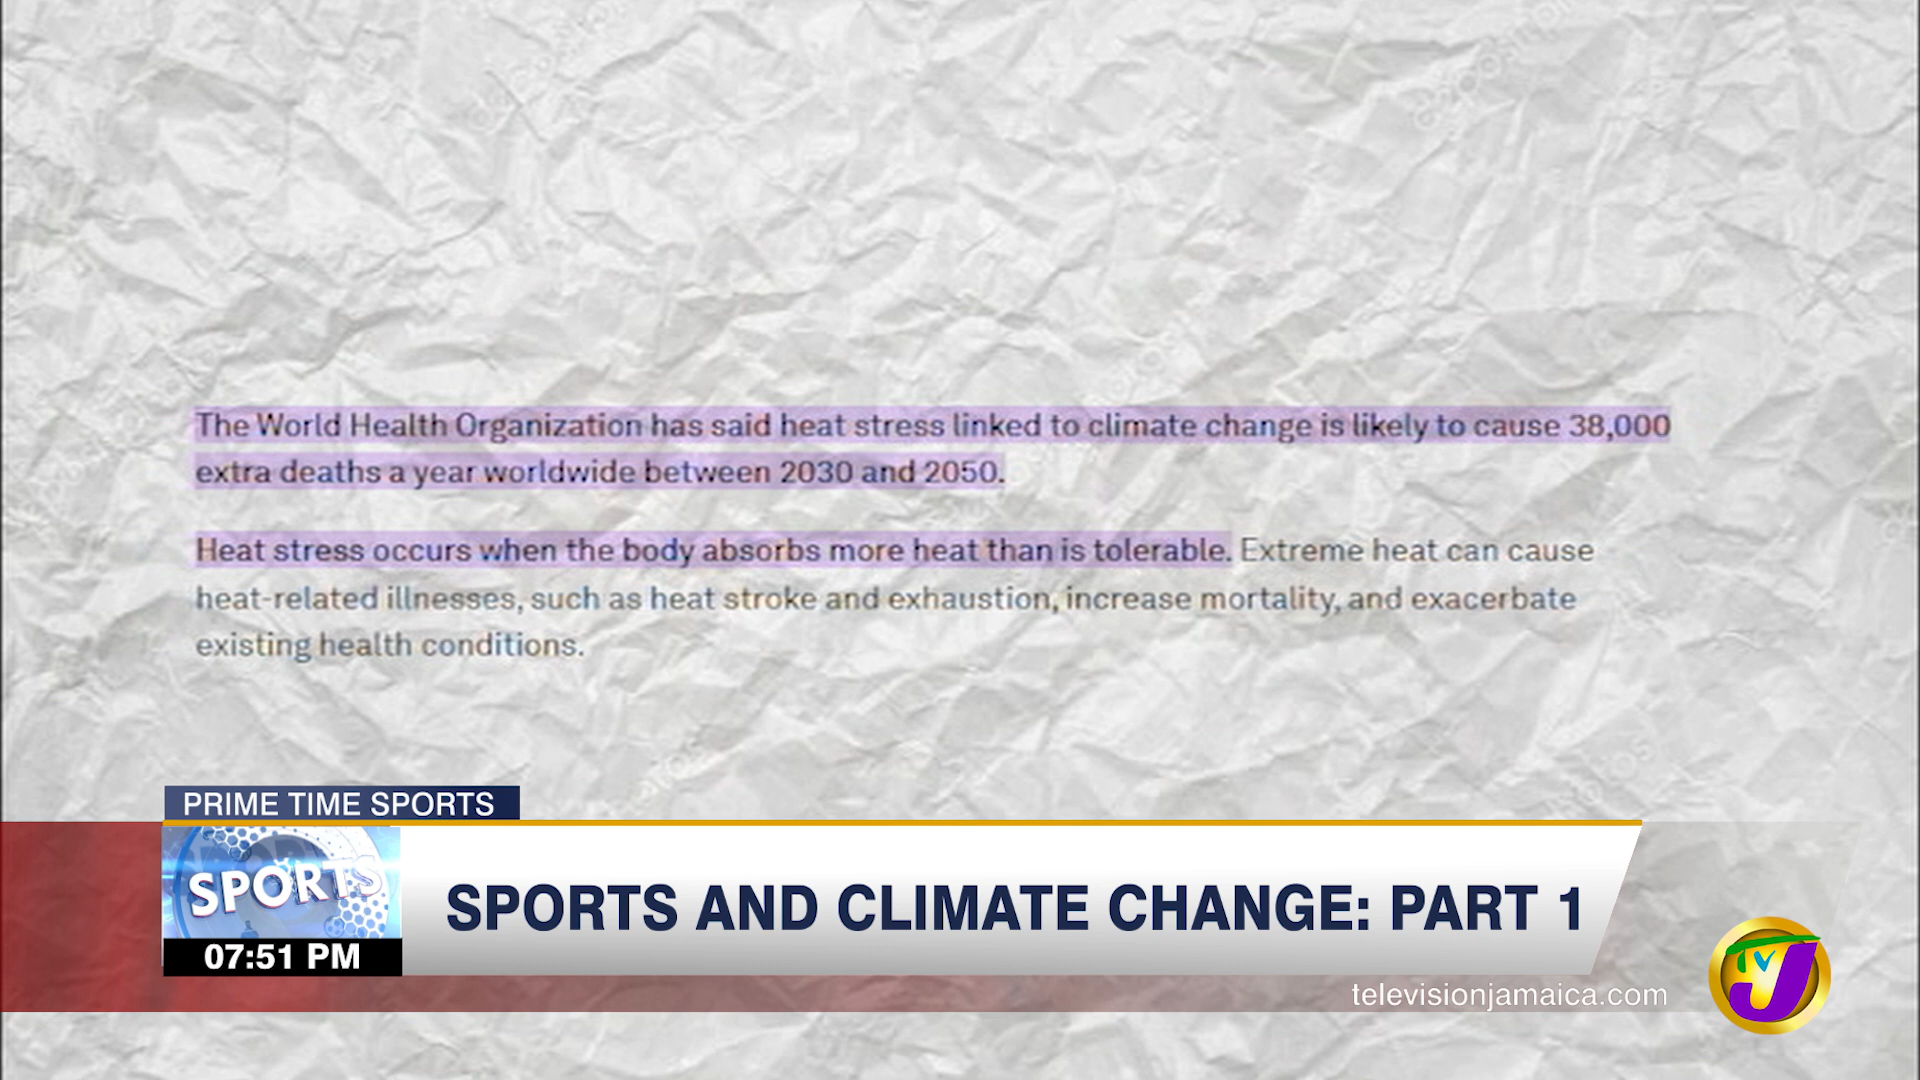 The World Health Organization has said heat stress linked to climate change is likely to cause 38,000
extra deaths a year worldwide between 2030 and 2050.
Heat stress occurs when the body absorbs more heat than is tolerable. Extreme heat can cause
heat-related illnesses, such as heat stroke and exhaustion, increase mortality, and exacerbate
existing health conditions.
PRIME TIME SPORTS
SPORTS
SPORTS AND CLIMATE CHANGE: PART 1
07:51 PM
televisionjamaica.com
TVJ